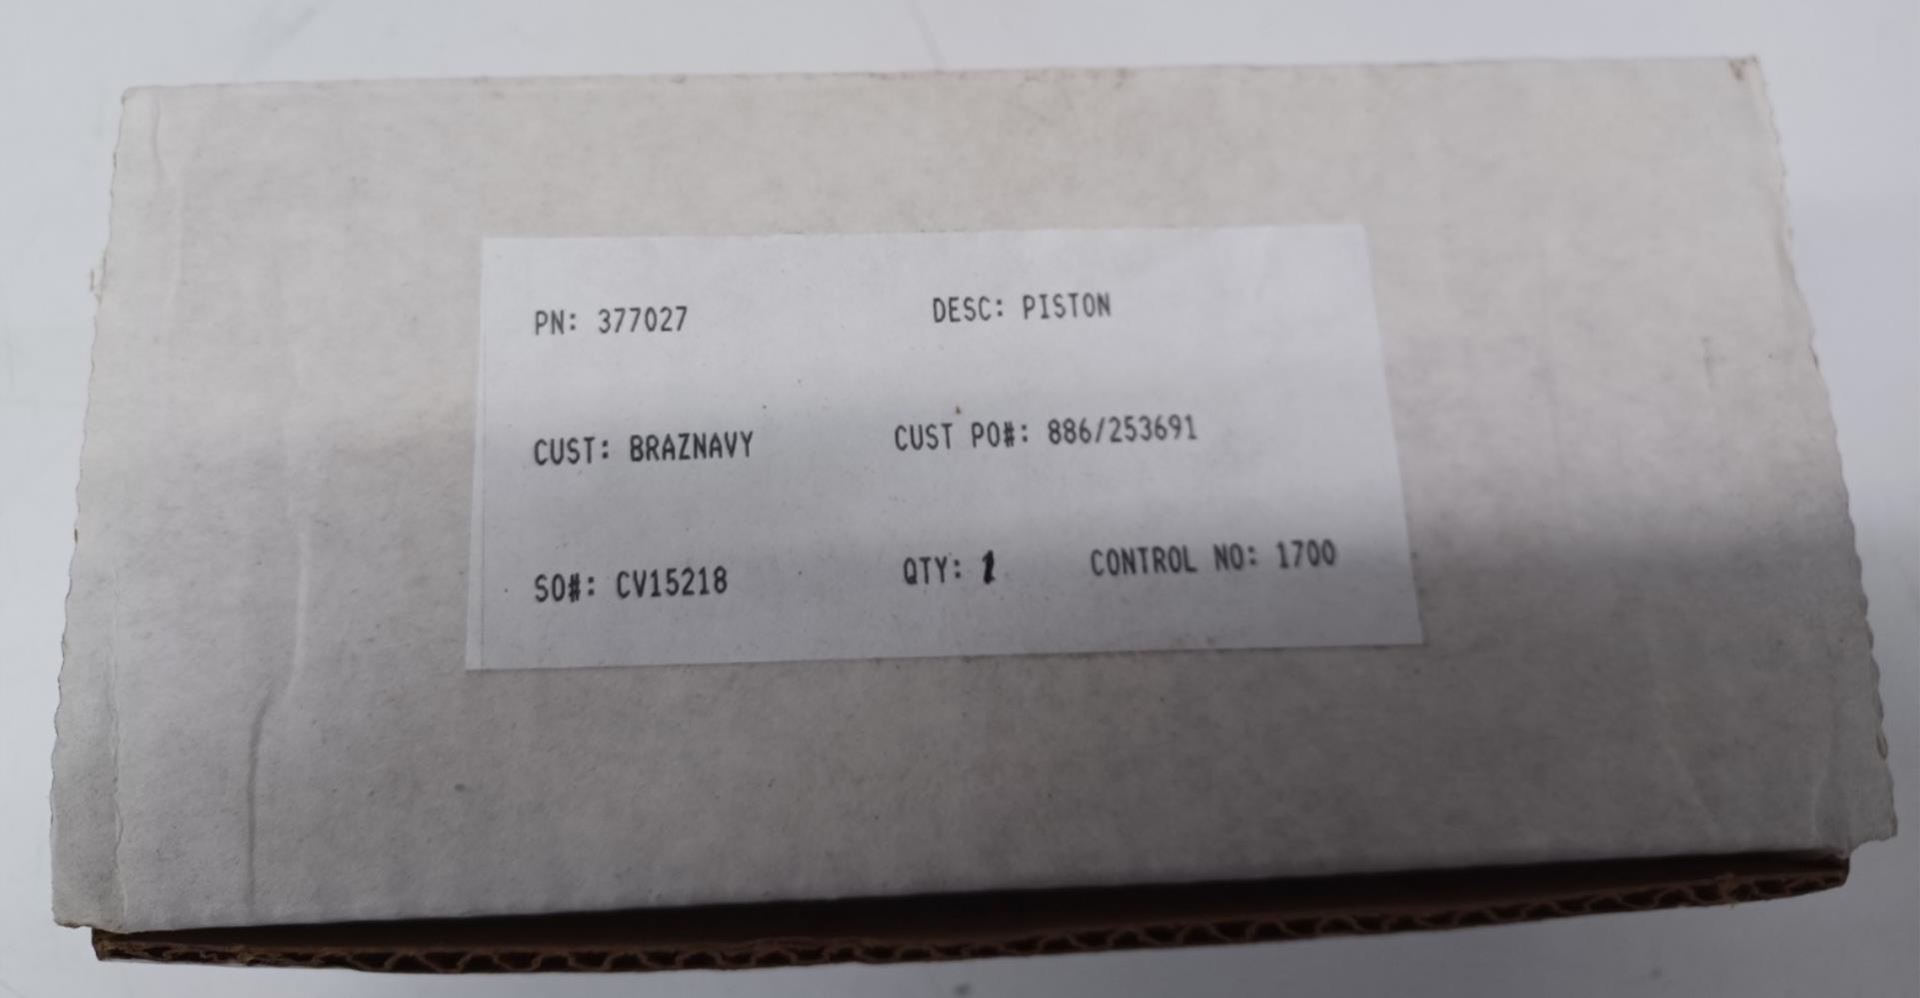 PN: 377027 DESC: PISTON
CUST: BRAZNAVY CUST PO#: 886/253691
SO#: CV15218 QTY: 1 CONTROL NO: 1700